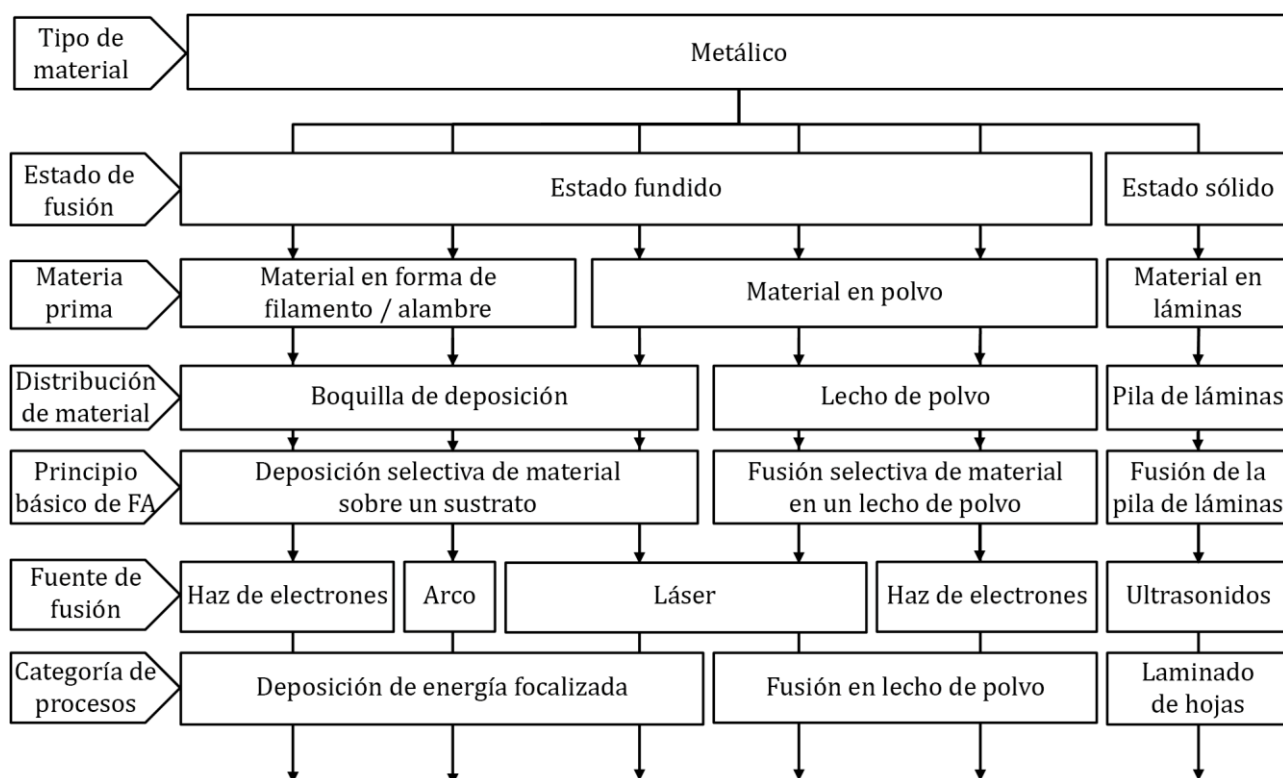 Tipo de
material
Metálico
Estado de
fusión
Estado fundido
Estado sólido
Materia
prima
Material en forma de
filamento / alambre
Material en polvo
Material en
láminas
Distribución
de material
Boquilla de deposición
Lecho de polvo
Pila de láminas
Principio
básico de FA
Deposición selectiva de material
sobre un sustrato
Fusión selectiva de material
en un lecho de polvo
Fusión de la
pila de láminas
Fuente de
fusión
Haz de electrones
Arco
Láser
Haz de electrones
Ultrasonidos
Categoría de
procesos
Deposición de energía focalizada
Fusión en lecho de polvo
Laminado
de hojas